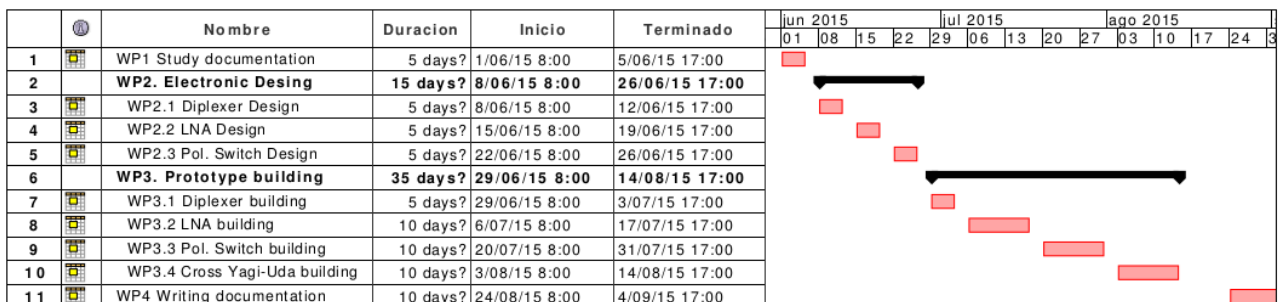 Nombre Duracion Inicio Terminado jun 2015 jul 2015 ago 2015
01 08 15 22 29 06 13 20 27 03 10 17 24 3
1 WP1 Study documentation 5 days? 1/06/15 8:00 5/06/15 17:00
2 WP2. Electronic Desing 15 days? 8/06/15 8:00 26/06/15 17:00
3 WP2.1 Diplexer Design 5 days? 8/06/15 8:00 12/06/15 17:00
4 WP2.2 LNA Design 5 days? 15/06/15 8:00 19/06/15 17:00
5 WP2.3 Pol. Switch Design 5 days? 22/06/15 8:00 26/06/15 17:00
6 WP3. Prototype building 35 days? 29/06/15 8:00 14/08/15 17:00
7 WP3.1 Diplexer building 5 days? 29/06/15 8:00 3/07/15 17:00
8 WP3.2 LNA building 10 days? 6/07/15 8:00 17/07/15 17:00
9 WP3.3 Pol. Switch building 10 days? 20/07/15 8:00 31/07/15 17:00
10 WP3.4 Cross Yagi-Uda building 10 days? 3/08/15 8:00 14/08/15 17:00
11 WP4 Writing documentation 10 days? 24/08/15 8:00 4/09/15 17:00